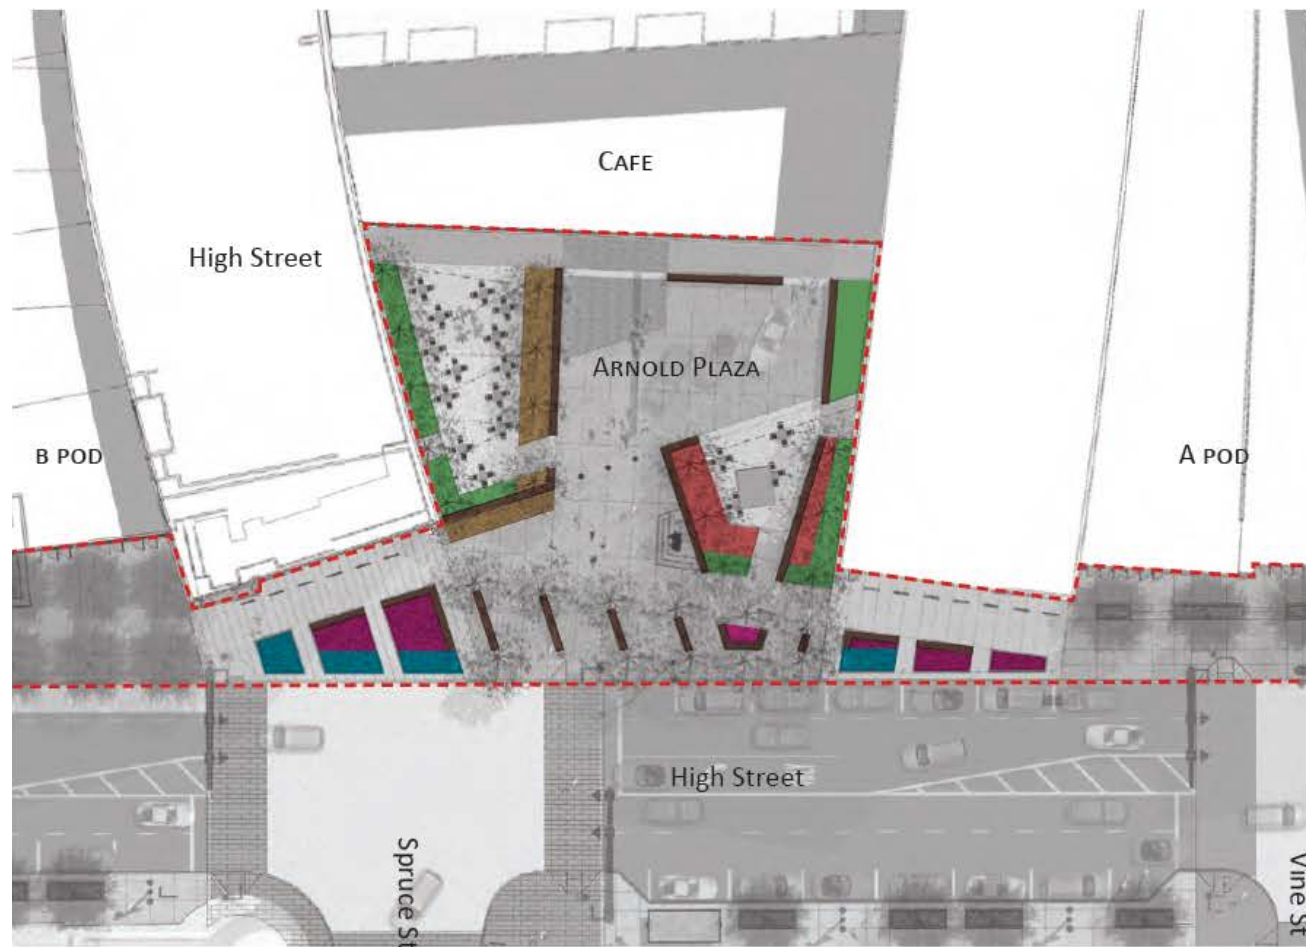 CAFE
High Street
ARNOLD PLAZA
B POD
A POD
High Street
Spruce St
Vine St